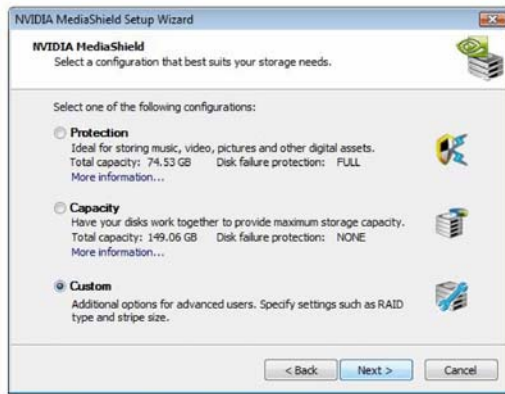 NVIDIA MediaShield Setup Wizard
NVIDIA MediaShield
Select a configuration that best suits your storage needs.
Select one of the following configurations:
Protection
Ideal for storing music, video, pictures and other digital assets.
Total capacity: 74.53 GB Disk failure protection: FULL
More information...
Capacity
Have your disks work together to provide maximum storage capacity.
Total capacity: 149.06 GB Disk failure protection: NONE
More information...
Custom
Additional options for advanced users. Specify settings such as RAID
type and stripe size.
< Back Next > Cancel